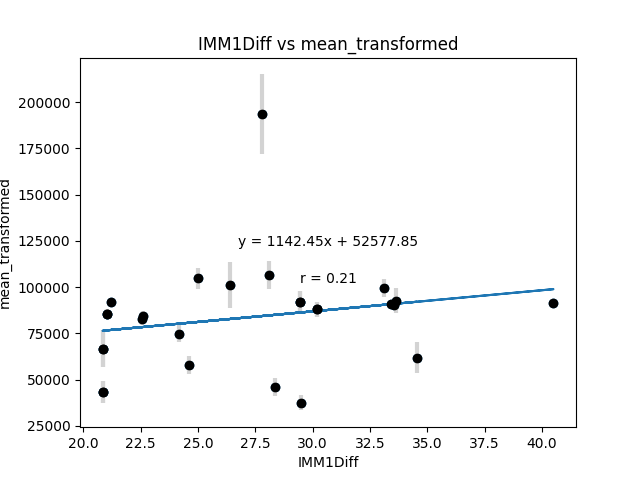 IMM1Diff vs mean_transformed
200000
175000
150000
125000
100000
75000
50000
25000
mean_transformed
y = 1142.45x + 52577.85
r = 0.21
20.0 22.5 25.0 27.5 30.0 32.5 35.0 37.5 40.0
IMM1Diff